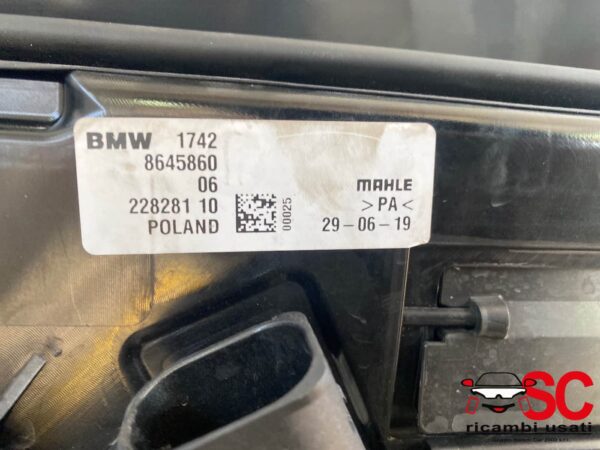 BMW 1742
8645860
06
228281 10
POLAND
00025
MAHLE
>PA<
29-06-19
SC
ricambi usati